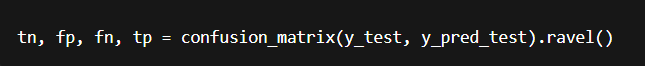 tn, fp, fn, tp = confusion_matrix(y_test, y_pred_test).ravel()